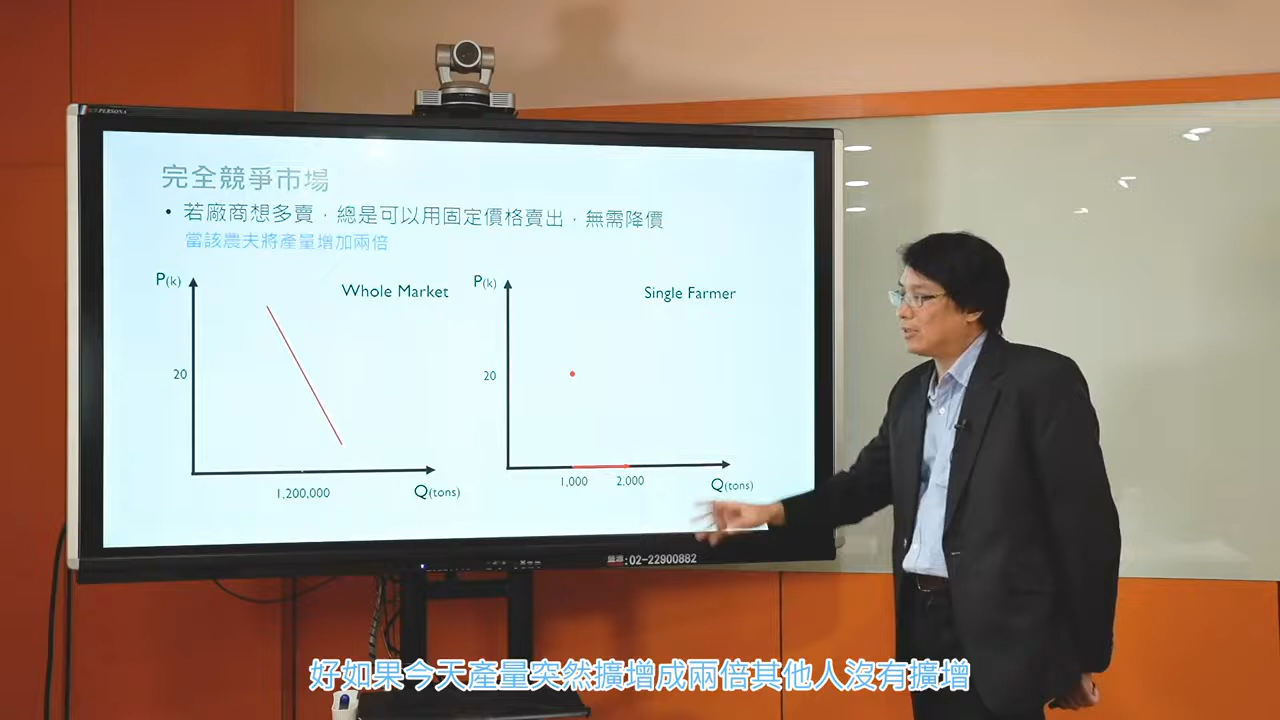 PERSONA
完全競爭市場
• 若廠商想多賣，總是可以用固定價格賣出，無需降價
當該農夫將產量增加兩倍
P(k)
Whole Market
20
1,200,000
Q(tons)
P(k)
Single Farmer
20
1,000
2,000
Q(tons)
:02-22900882
好如果今天產量突然擴增成兩倍其他人沒有擴增